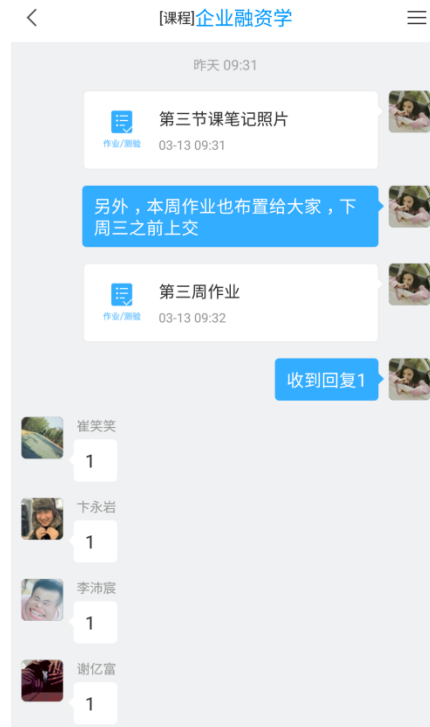 [课程]企业融资学
昨天 09:31
第三节课笔记照片
作业/测验
03-13 09:31
另外，本周作业也布置给大家，下
周三之前上交
第三周作业
作业/测验
03-13 09:32
收到回复1
崔笑笑
1
卞永岩
1
李沛宸
1
谢亿富
1